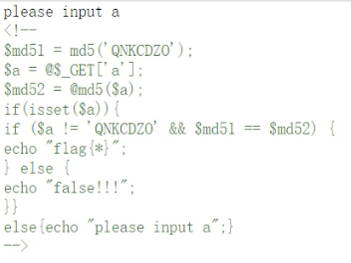 please input a
<!--
$md51 = md5('QNKCDZO');
$a = @$_GET['a'];
$md52 = @md5($a);
if(isset($a)){
if ($a != 'QNKCDZO' && $md51 == $md52) {
echo "flag{*}";
} else {
echo "false!!!";
}}
else{echo "please input a";}
-->